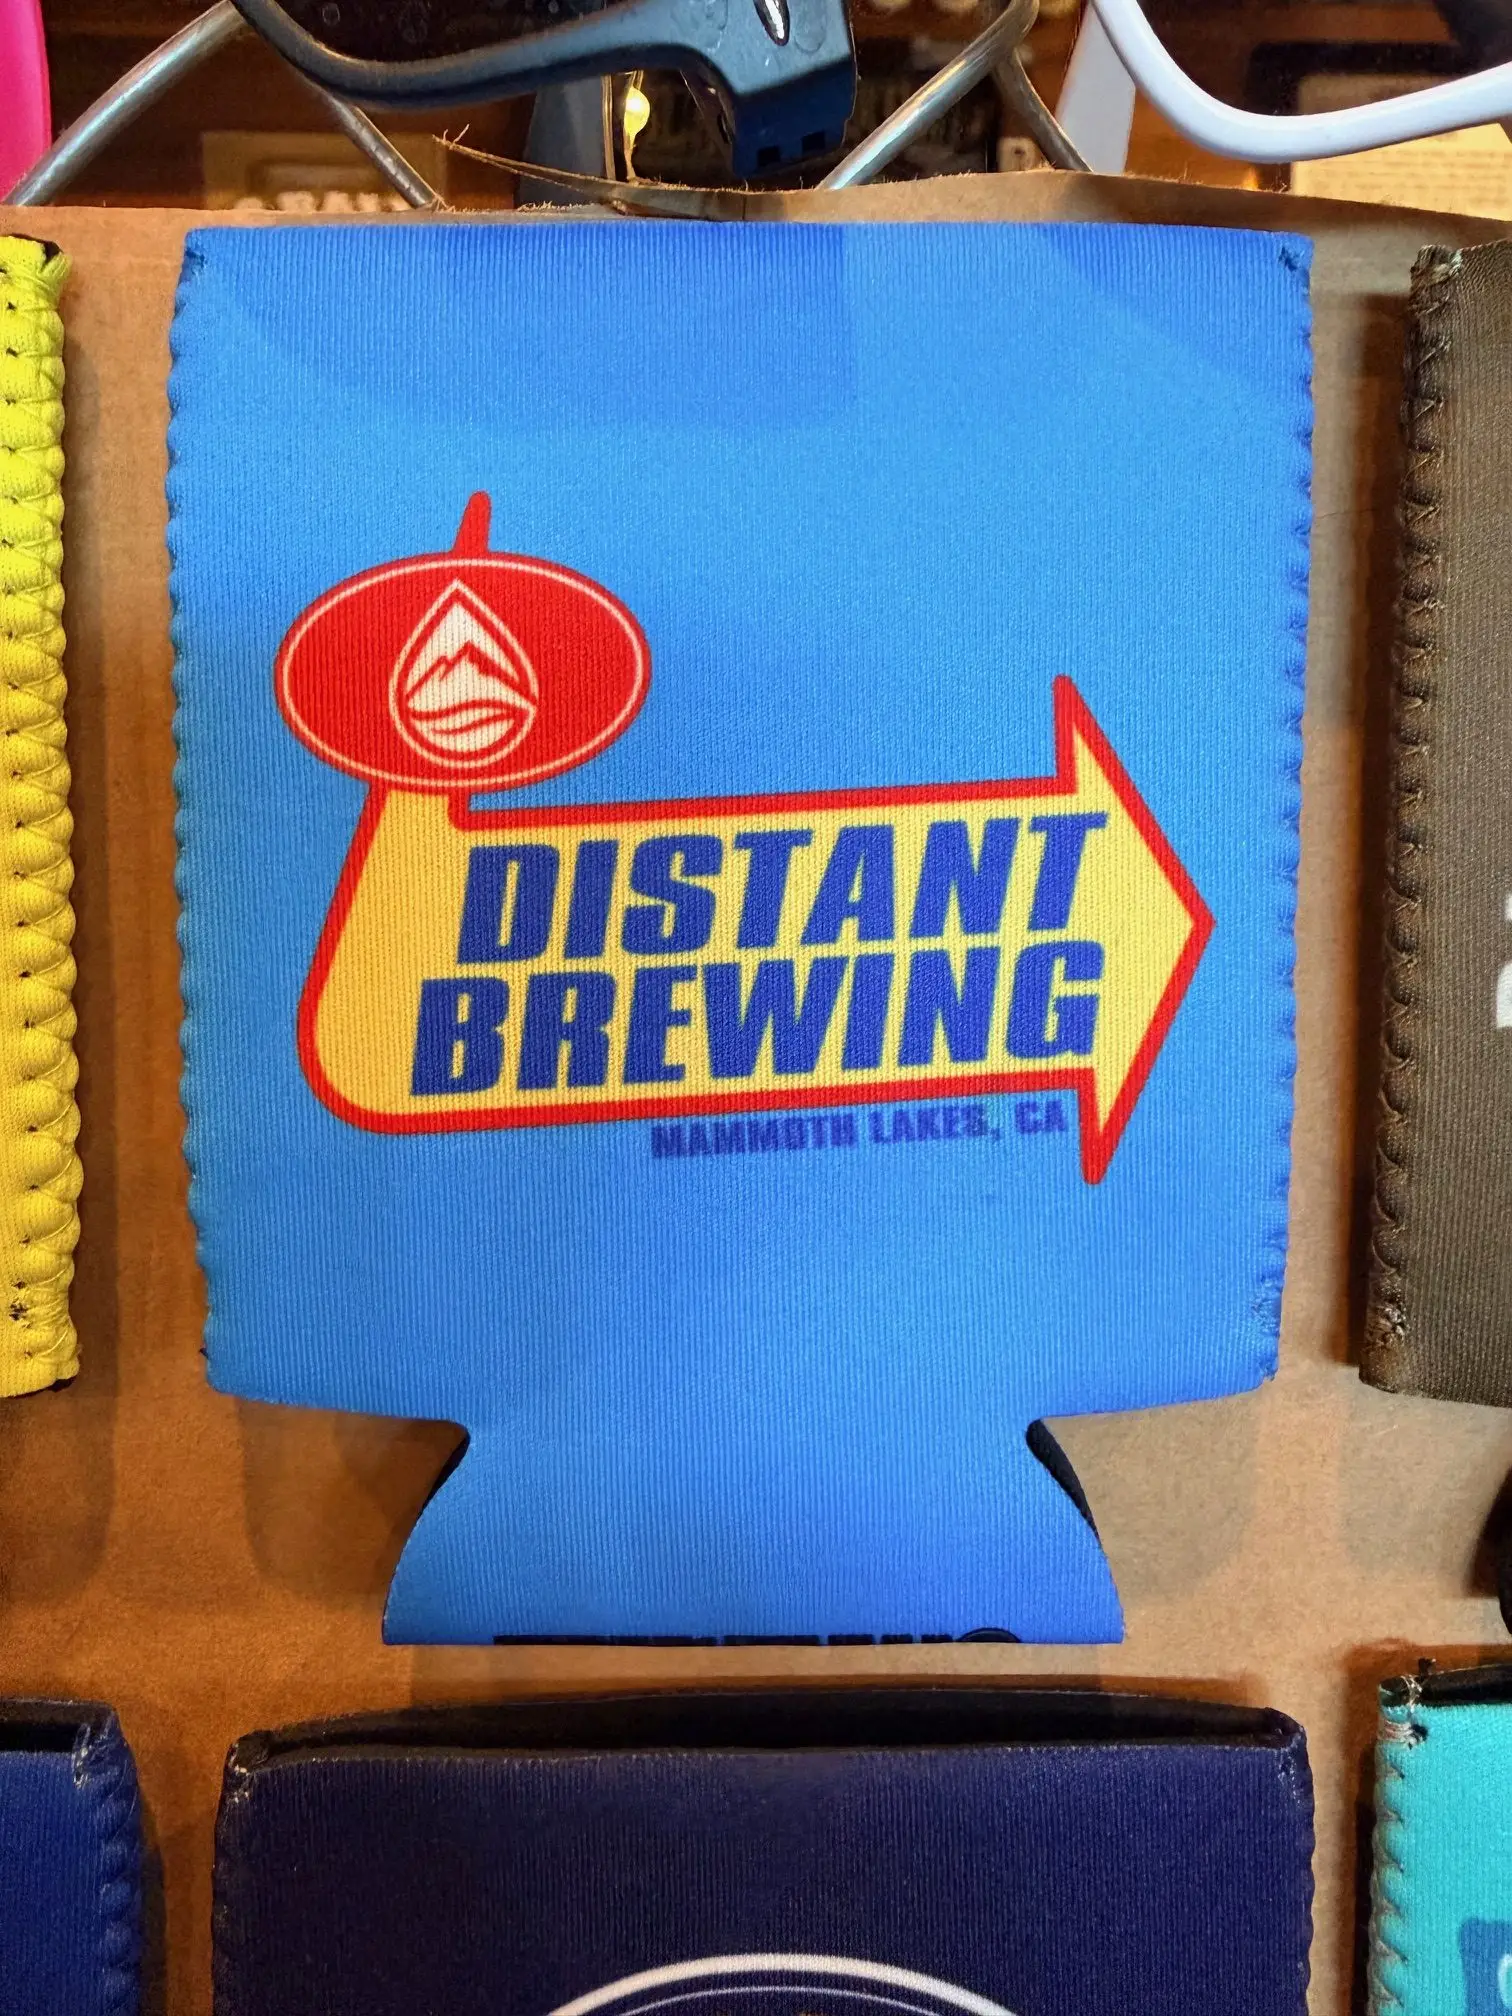 DISTANT
BREWING
MAMMOTH LAKES, CA